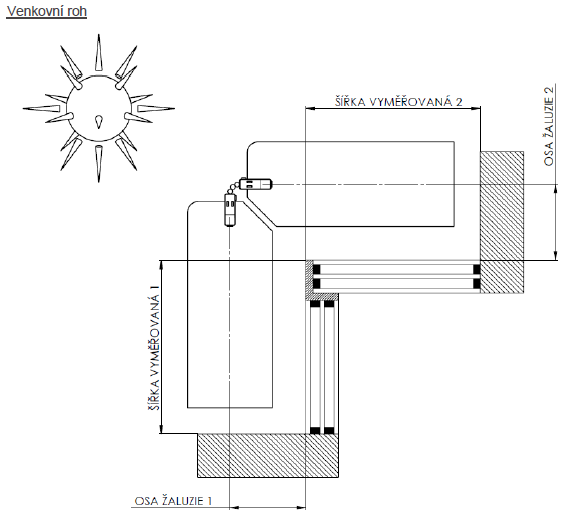 Venkovní roh
ŠÍŘKA VYMĚŘOVANÁ 2
OSA ŽALUZIE 2
ŠÍŘKA VYMĚŘOVANÁ 1
OSA ŽALUZIE 1